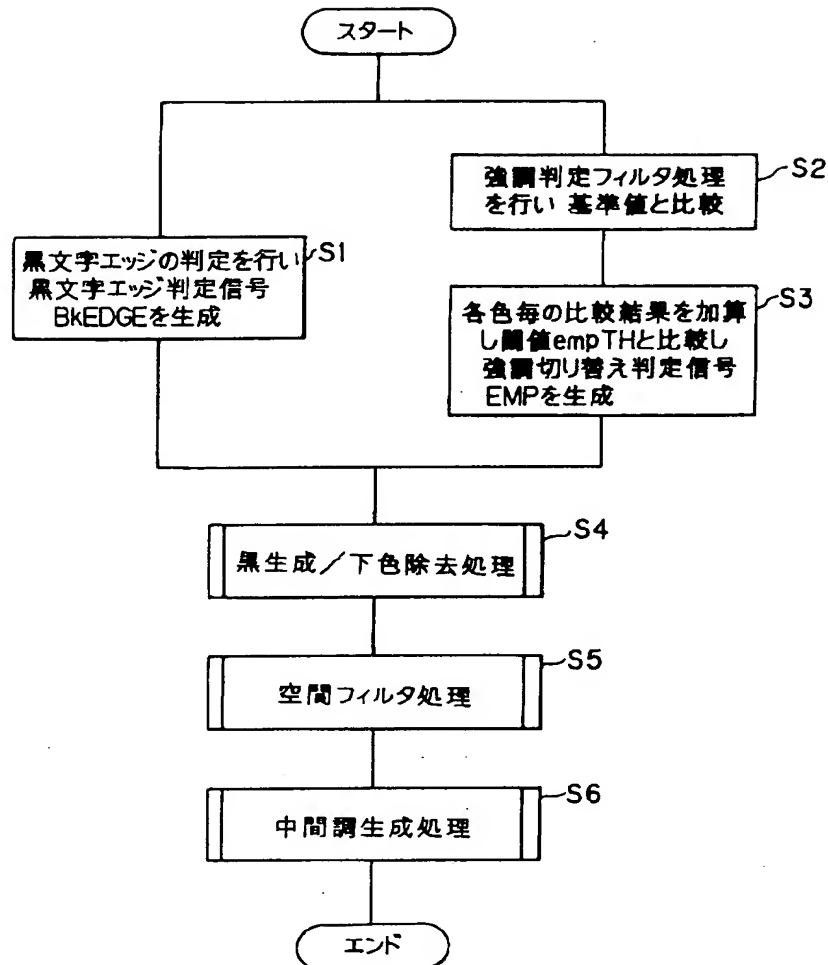 スタート
強調判定フィルタ処理
を行い 基準値と比較
S2
黒文字エッジの判定を行い
黒文字エッジ判定信号
BkEDGEを生成
S1
各色毎の比較結果を加算
し閾値empTHと比較し
強調切り替え判定信号
EMPを生成
S3
黒生成／下色除去処理
S4
空間フィルタ処理
S5
中間調生成処理
S6
エンド